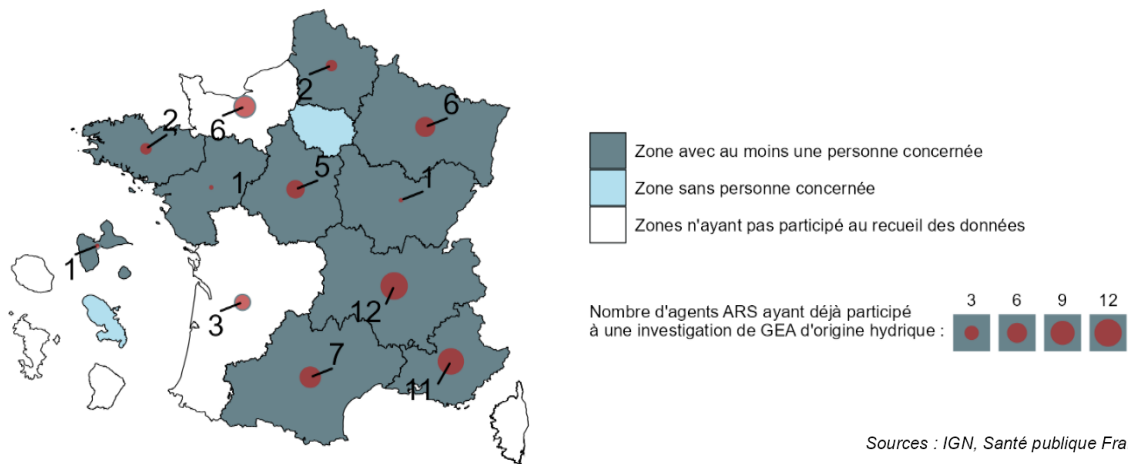 2
6
6
2
5
1
1
1
12
3
7
11
Zone avec au moins une personne concernée
Zone sans personne concernée
Zones n'ayant pas participé au recueil des données
3 6 9 12
Nombre d'agents ARS ayant déjà participé
à une investigation de GEA d'origine hydrique :
Sources : IGN, Santé publique Fra